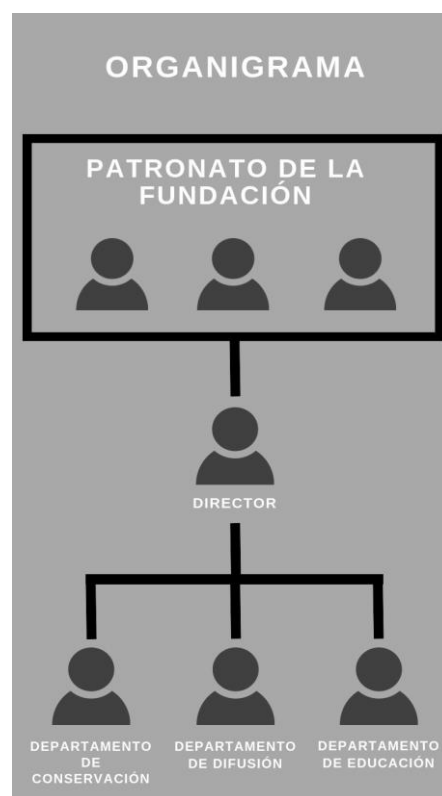 ORGANIGRAMA
PATRONATO DE LA
FUNDACIÓN
DIRECTOR
DEPARTAMENTO
DE
CONSERVACIÓN
DEPARTAMENTO
DE DIFUSIÓN
DEPARTAMENTO
DE EDUCACIÓN